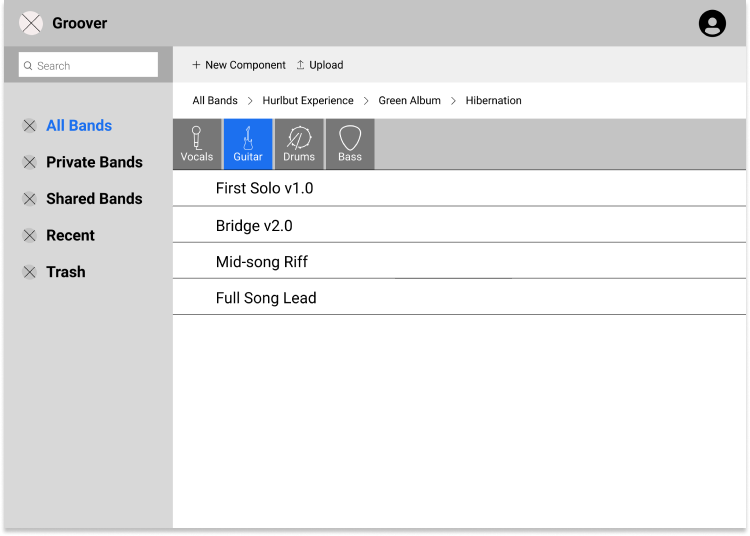 Groover
Search
+ New Component Upload
All Bands > Hurlbut Experience > Green Album > Hibernation
Vocals Guitar Drums Bass
All Bands
Private Bands
Shared Bands
Recent
Trash
First Solo v1.0
Bridge v2.0
Mid-song Riff
Full Song Lead